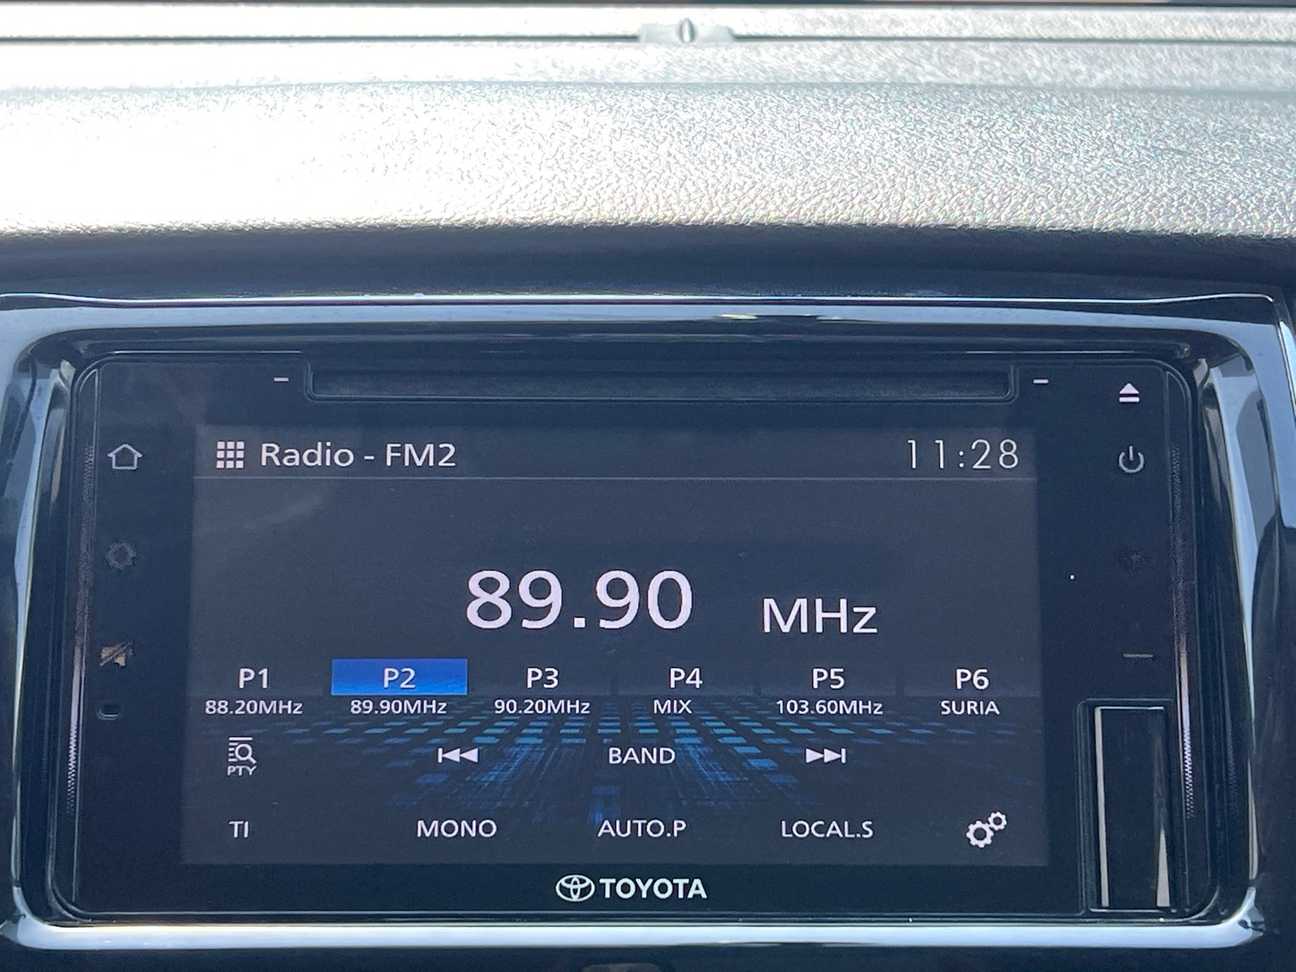 Radio - FM2 11:28
89.90 MHz
P1 P2 P3 P4 P5 P6
88.20MHz 89.90MHz 90.20MHz MIX 103.60MHz SURIA
PTY BAND
TI MONO AUTO.P LOCAL.S
TOYOTA